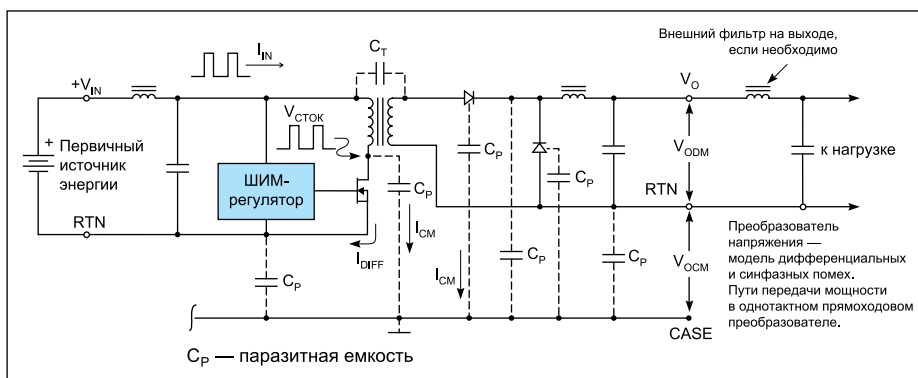 Внешний фильтр на выходе,
если необходимо
I_IN
C_T
+V_IN
V_O
V_СТОК
+
Первичный
источник
энергии
ШИМ-
регулятор
C_P
C_P
C_P
V_ODM
к нагрузке
RTN
RTN
I_CM
I_DIFF
C_P
I_CM
C_P
C_P
V_OCM
Преобразователь
напряжения —
модель дифференциальных
и синфазных помех.
Пути передачи мощности
в однотактном прямоходовом
преобразователе.
CASE
C_P — паразитная емкость